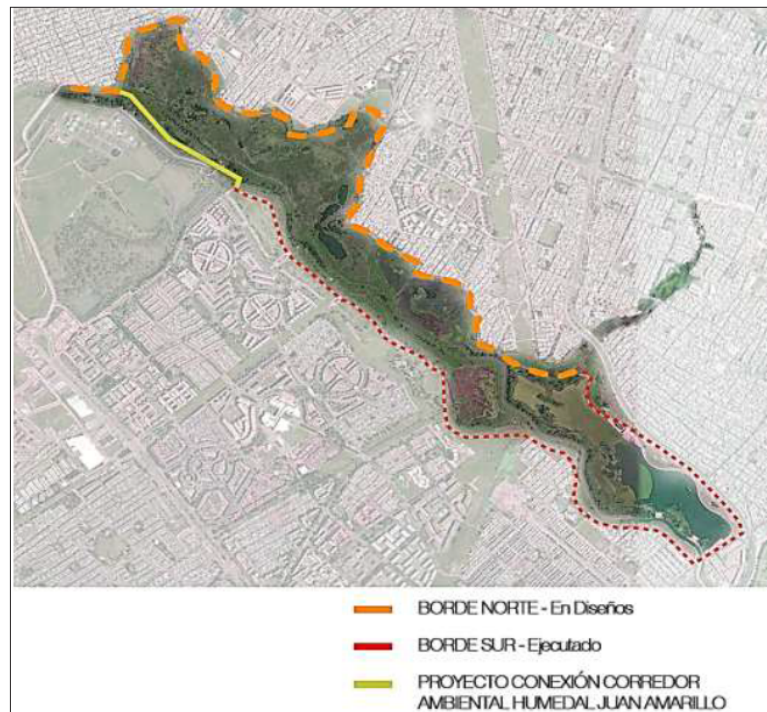 BORDE NORTE - En Diseños
BORDE SUR - Ejecutado
PROYECTO CONEXIÓN CORREDOR
AMBIENTAL HUMEDAL JUAN AMARILLO